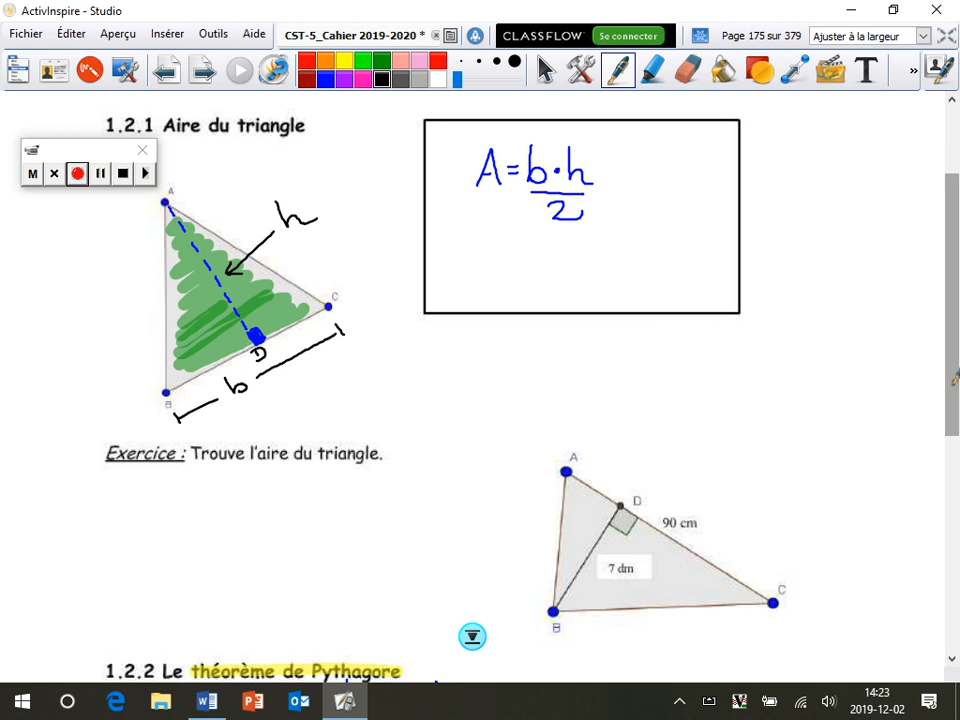 ActivInspire - Studio
Fichier Éditer Aperçu Insérer Outils Aide CST-5_Cahier 2019-2020 * CLASSFLOW Se connecter Page 175 sur 379 Ajuster à la largeur
T »
1.2.1 Aire du triangle
M
A = b·h
2
A
h
C
D
b
B
Exercice : Trouve l'aire du triangle.
A
D
90 cm
7 dm
C
B
1.2.2 Le théorème de Pythagore
14:23
2019-12-02